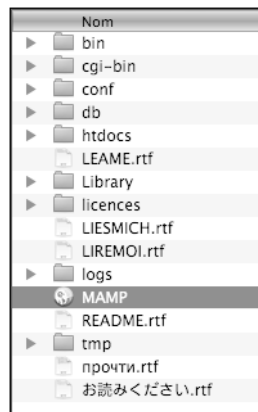 Nom
bin
cgi-bin
conf
db
htdocs
LEAME.rtf
Library
licences
LIESMICH.rtf
LIREMOI.rtf
logs
MAMP
README.rtf
tmp
прочти.rtf
お読みください.rtf